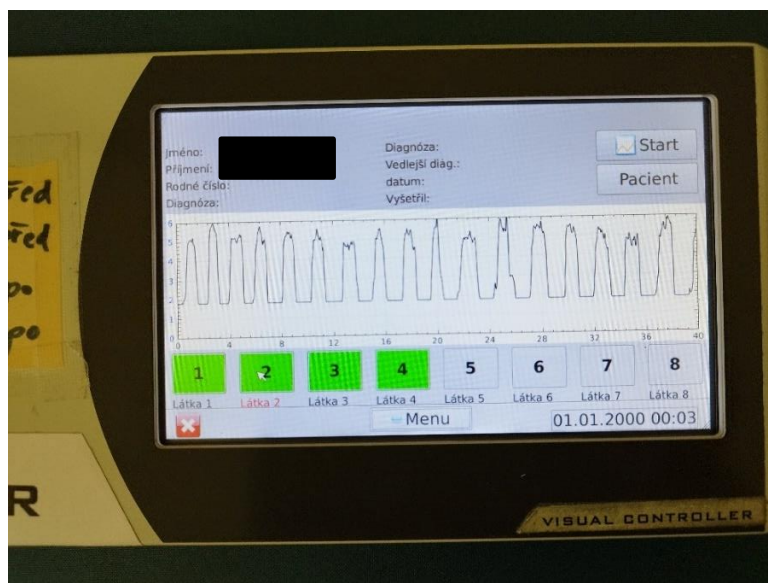 řed
řed
po
po
R
Jméno:
Příjmení:
Rodné číslo:
Diagnóza:
Diagnóza:
Vedlejší diag.:
datum:
Vyšetřil:
Start
Pacient
6
5
4
3
2
1
0
0 4 8 12 16 20 24 28 32 36 40
1 2 3 4 5 6 7 8
Látka 1 Látka 2 Látka 3 Látka 4 Látka 5 Látka 6 Látka 7 Látka 8
Menu
01.01.2000 00:03
VISUAL CONTROLLER